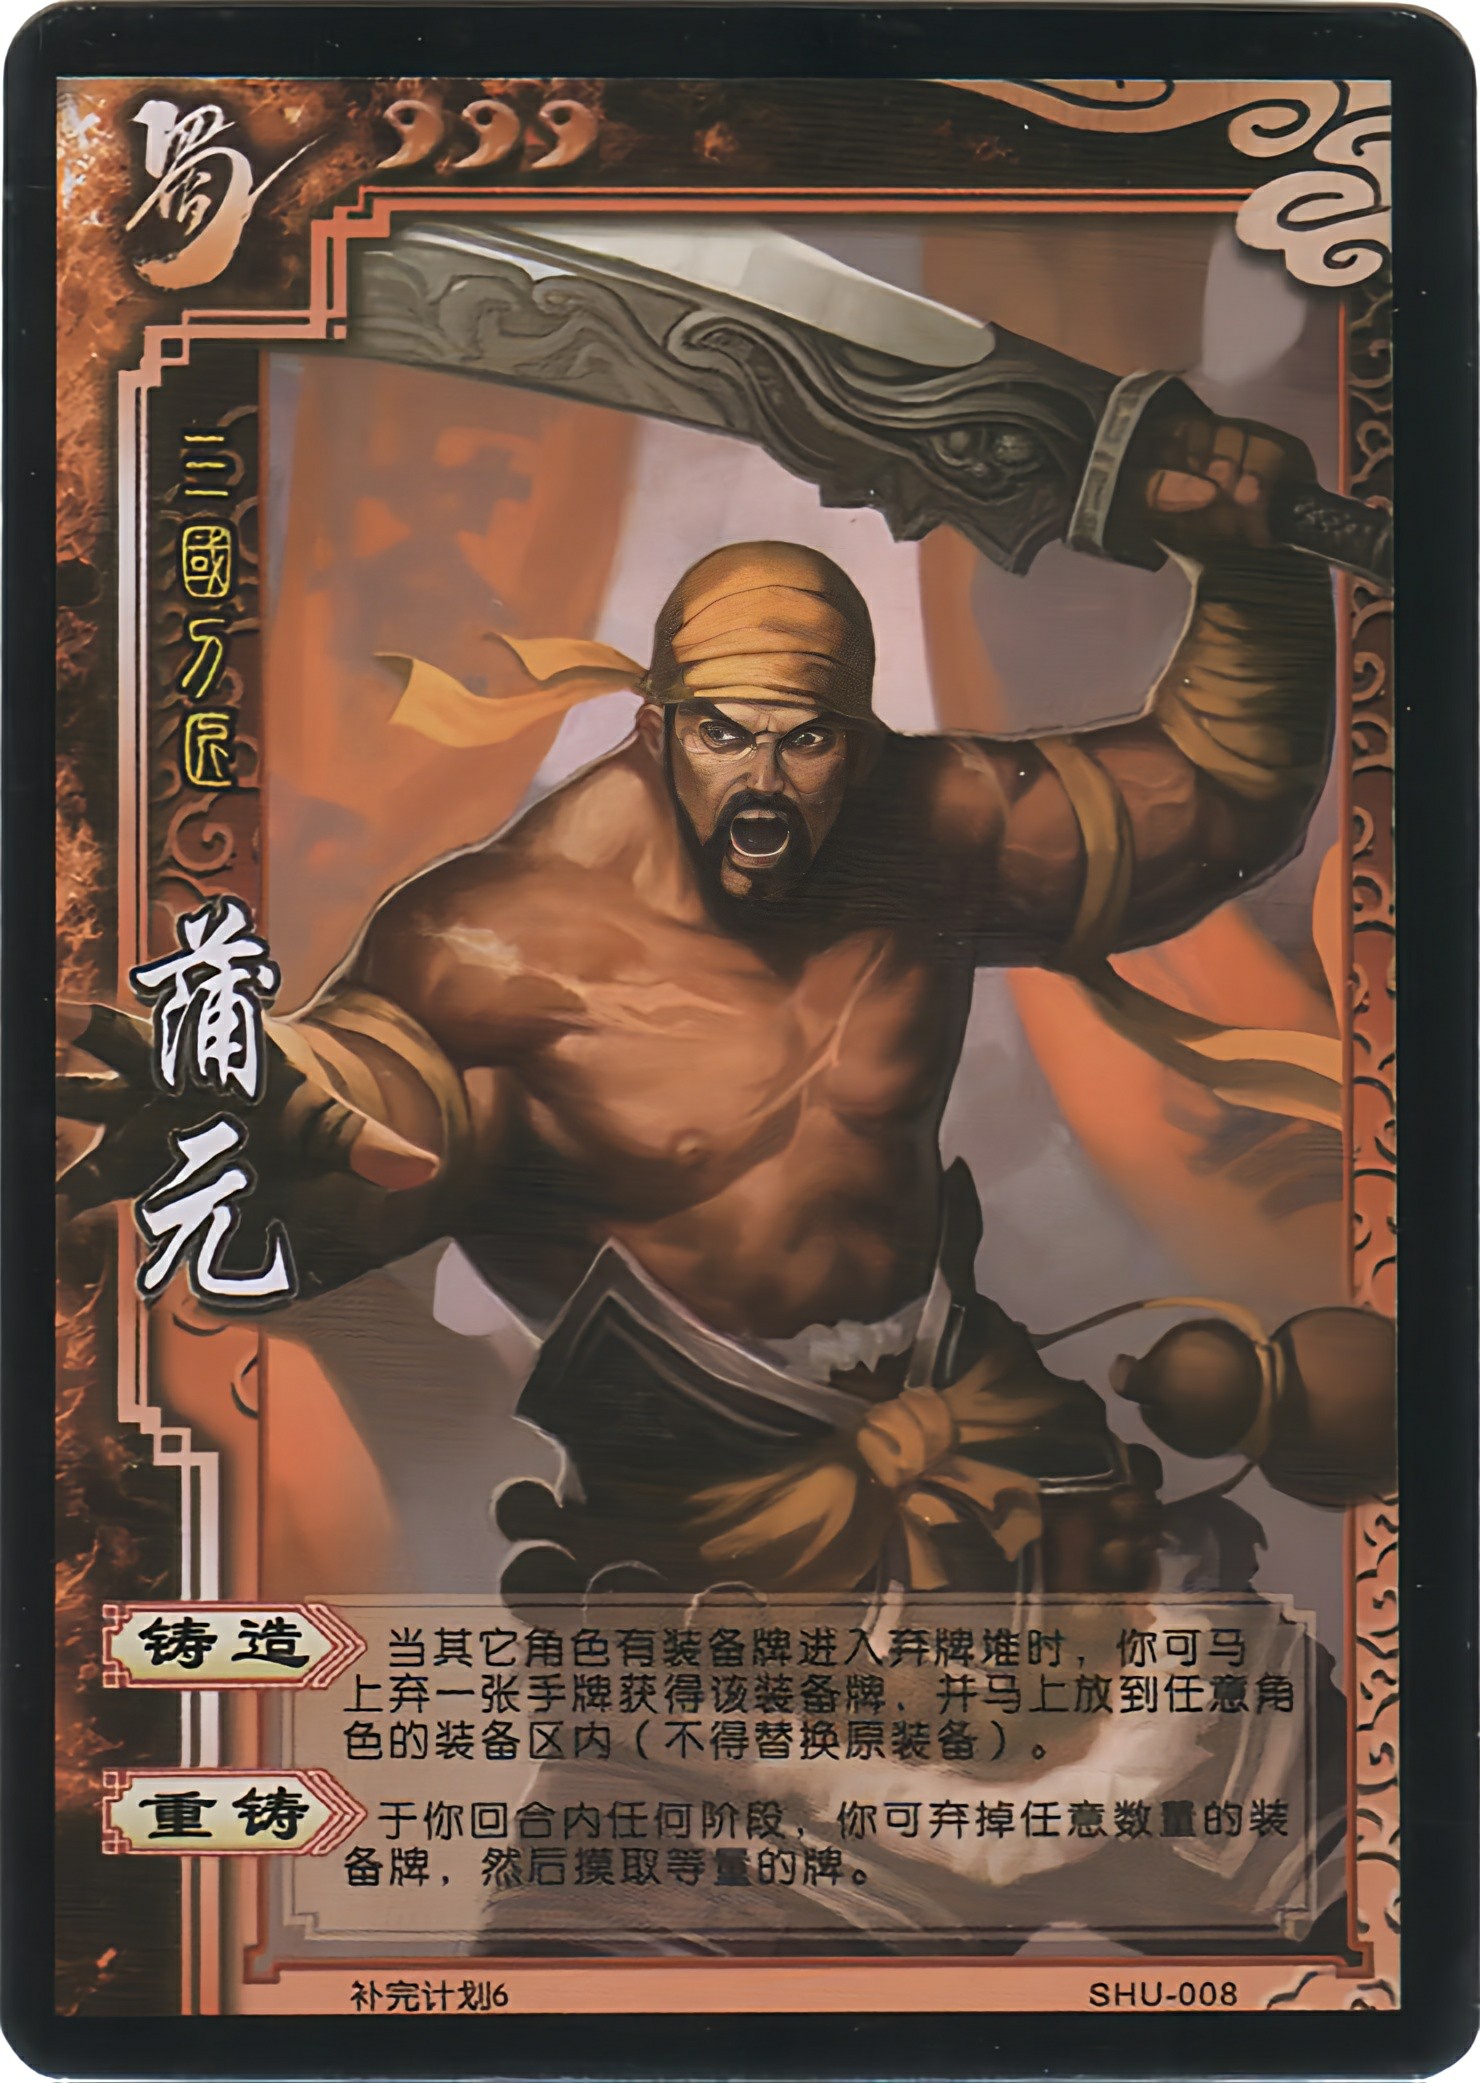 蜀
三國刀匠
蒲元
铸造
当其它角色有装备牌进入弃牌堆时，你可马
上弃一张手牌获得该装备牌，并马上放到任意角
色的装备区内（不得替换原装备）。
重铸
于你回合内任何阶段，你可弃掉任意数量的装
备牌，然后摸取等量的牌。
补完计划6
SHU-008